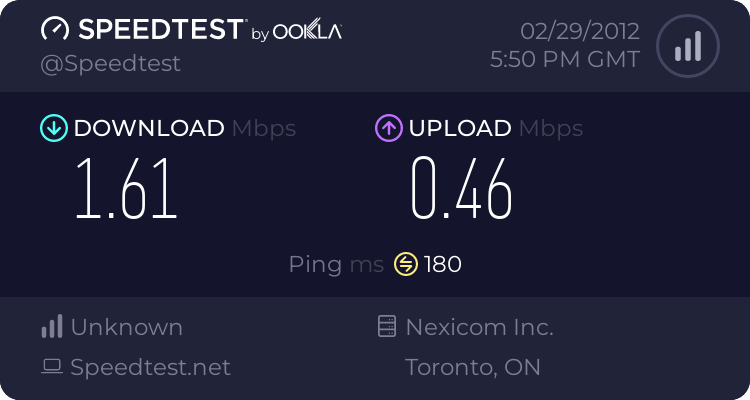 SPEEDTEST by OOKLA
@Speedtest
02/29/2012
5:50 PM GMT
DOWNLOAD Mbps
1.61
UPLOAD Mbps
0.46
Ping ms 180
Unknown
Speedtest.net
Nexicom Inc.
Toronto, ON